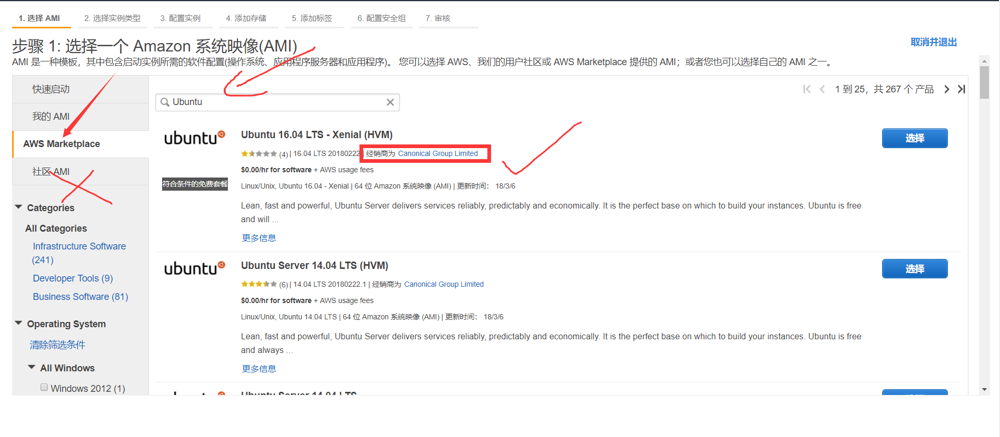 1. 选择 AMI
2. 选择实例类型
3. 配置实例
4. 添加存储
5. 添加标签
6. 配置安全组
7. 审核
步骤 1: 选择一个 Amazon 系统映像(AMI)
取消并退出
AMI 是一种模板，其中包含启动实例所需的软件配置(操作系统、应用程序服务器和应用程序)。 您可以选择 AWS、我们的用户社区或 AWS Marketplace 提供的 AMI；或者您也可以选择自己的 AMI 之一。
快速启动
我的 AMI
AWS Marketplace
社区 AMI
Categories
All Categories
Infrastructure Software
(241)
Developer Tools (9)
Business Software (81)
Operating System
清除筛选条件
All Windows
Windows 2012 (1)
Ubuntu
1 到 25，共 267 个 产品
ubuntu
符合条件的免费套餐
Ubuntu 16.04 LTS - Xenial (HVM)
(4) | 16.04 LTS 20180222 | 经销商为 Canonical Group Limited
$0.00/hr for software + AWS usage fees
Linux/Unix, Ubuntu 16.04 - Xenial | 64 位 Amazon 系统映像 (AMI) | 更新时间： 18/3/6
Lean, fast and powerful, Ubuntu Server delivers services reliably, predictably and economically. It is the perfect base on which to build your instances. Ubuntu is free
and will ...
更多信息
选择
ubuntu
Ubuntu Server 14.04 LTS (HVM)
(6) | 14.04 LTS 20180222.1 | 经销商为 Canonical Group Limited
$0.00/hr for software + AWS usage fees
Linux/Unix, Ubuntu 14.04 LTS | 64 位 Amazon 系统映像 (AMI) | 更新时间： 18/3/6
Lean, fast and powerful, Ubuntu Server delivers services reliably, predictably and economically. It is the perfect base on which to build your instances. Ubuntu is free
and always ...
更多信息
选择
Ubuntu Server 14.04 LTS